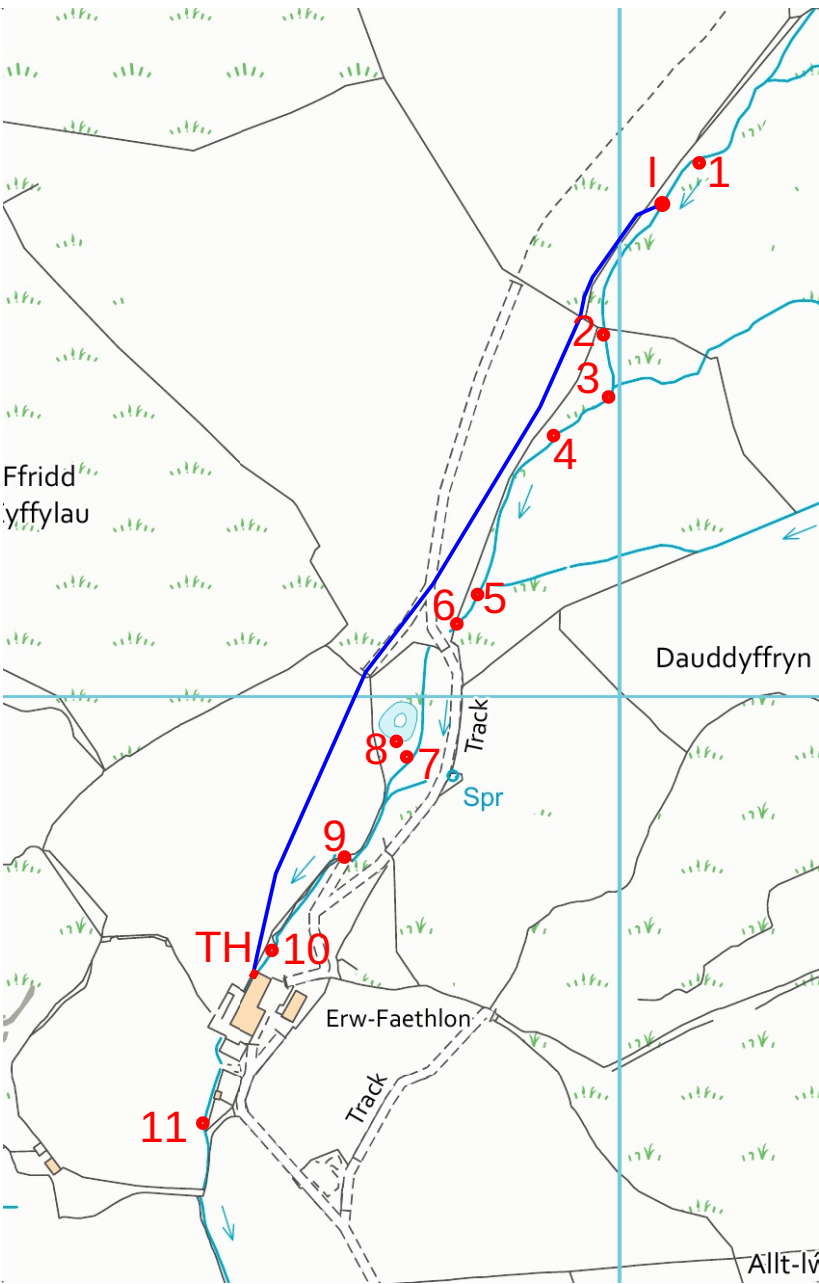 I
1
2
3
4
Ffridd
yffylau
5
6
Dauddyffryn
Track
8
7
Spr
9
TH
10
Erw-Faethlon
Track
11